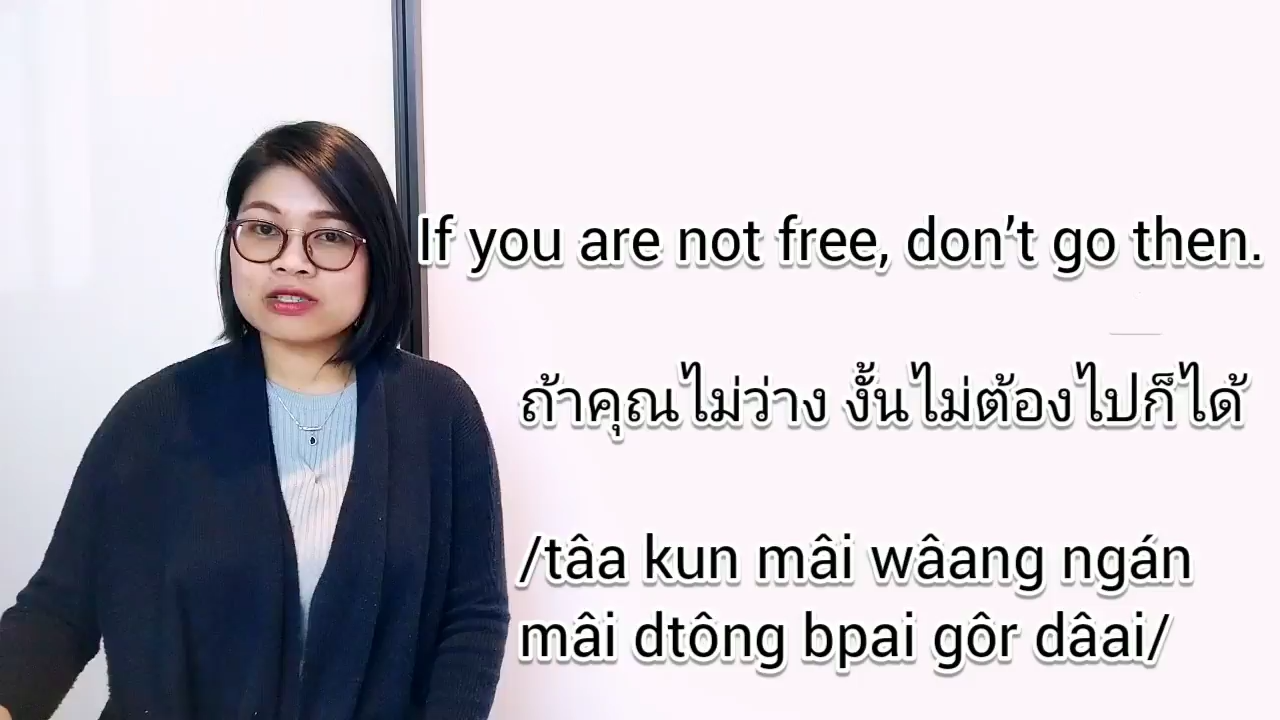 If you are not free, don’t go then.
ถ้าคุณไม่ว่าง งั้นไม่ต้องไปก็ได้
/tâa kun mâi wâang ngán
mâi dtông bpai gôr dâai/